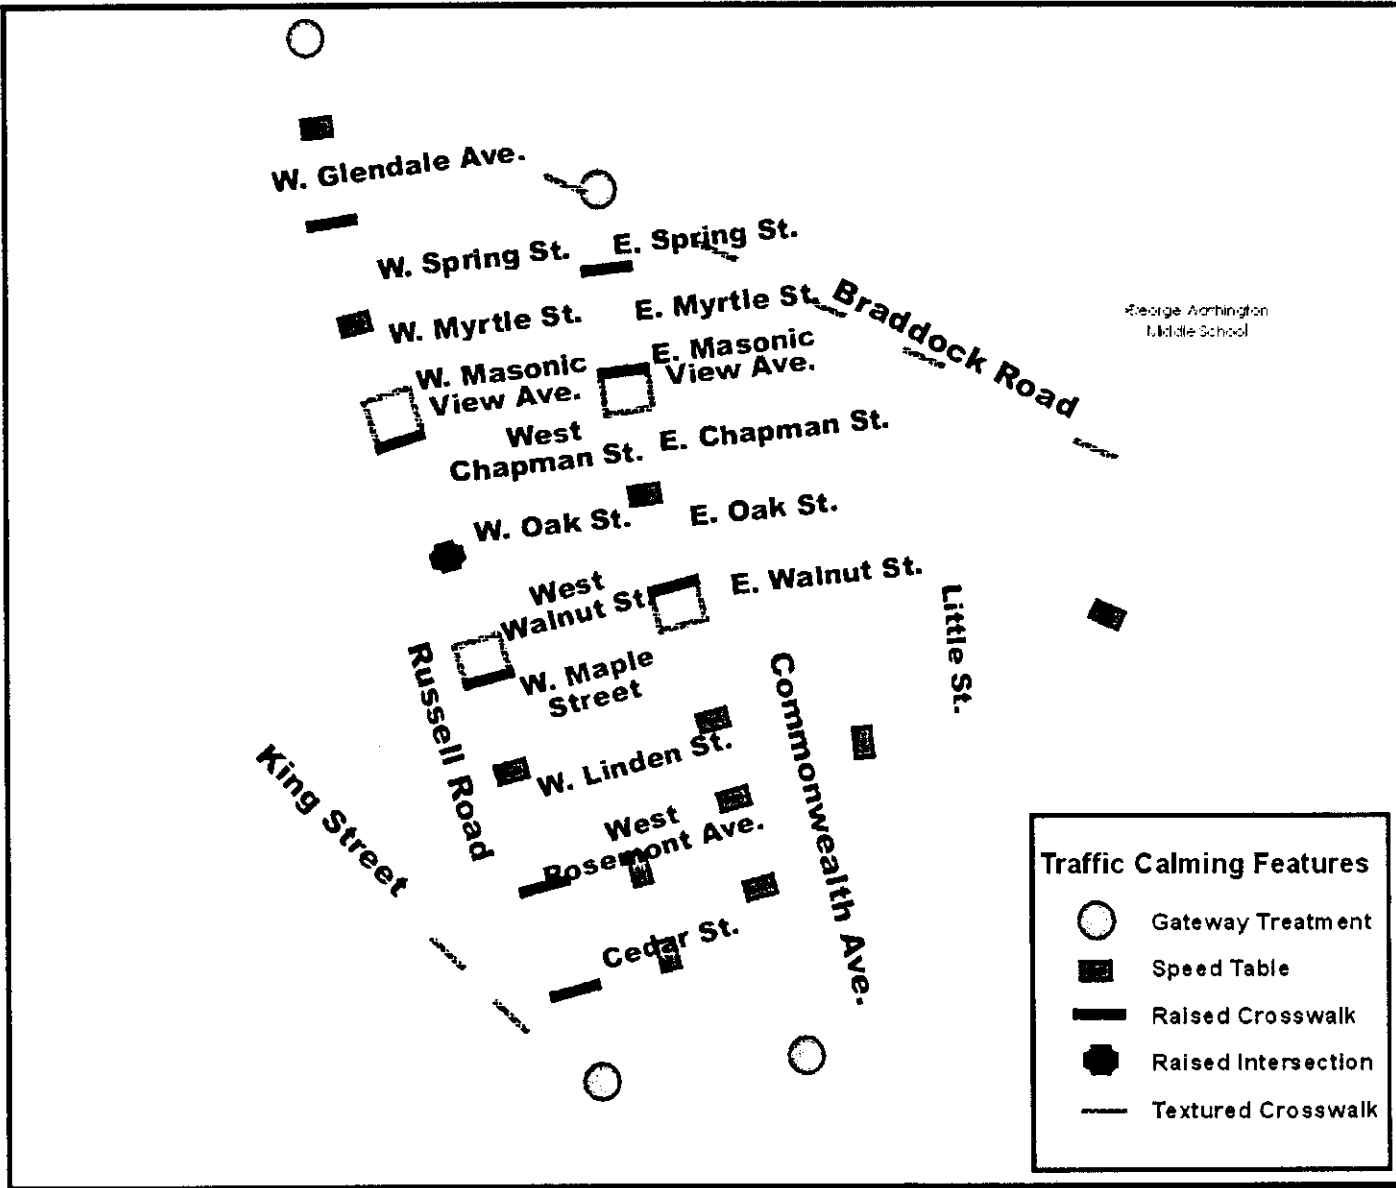 W. Glendale Ave.
W. Spring St.
E. Spring St.
W. Myrtle St.
E. Myrtle St.
Braddock Road
Middle School
W. Masonic
View Ave.
E. Masonic
View Ave.
West
Chapman St.
E. Chapman St.
W. Oak St.
E. Oak St.
West
Walnut St.
E. Walnut St.
Little St.
W. Maple
Street
Russell Road
Commonwealth Ave.
King Street
W. Linden St.
West
Rosemont Ave.
Cedar St.
Traffic Calming Features
Gateway Treatment
Speed Table
Raised Crosswalk
Raised Intersection
Textured Crosswalk